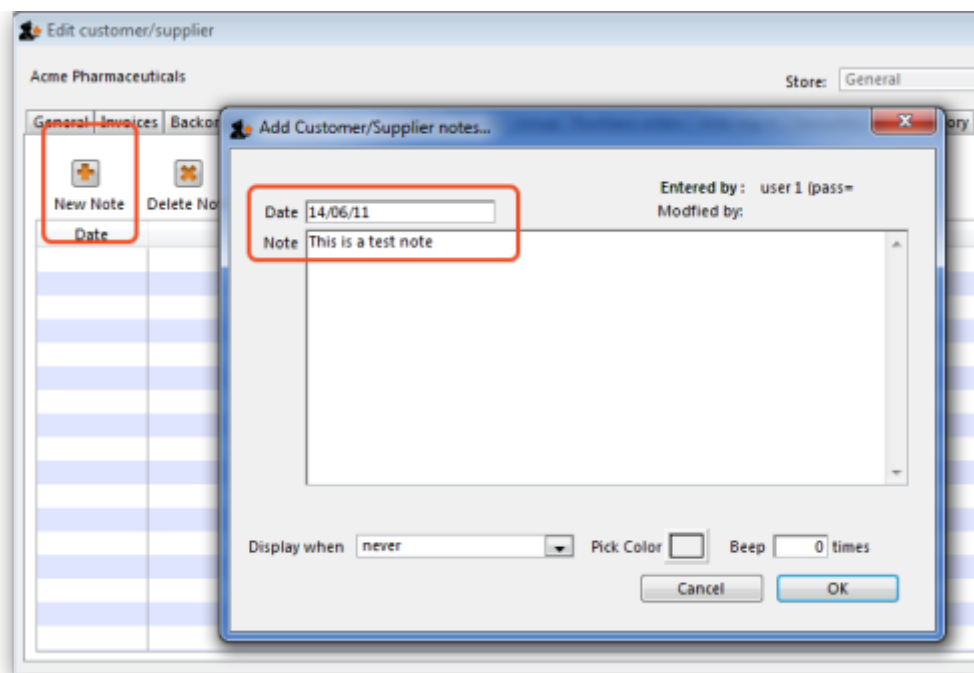 Edit customer/supplier
Acme Pharmaceuticals
Store: General
General Invoices Backor
ory
New Note Delete No
Date
Add Customer/Supplier notes...
Entered by: user 1 (pass=
Modfied by:
Date 14/06/11
Note This is a test note
Display when never Pick Color Beep 0 times
Cancel OK